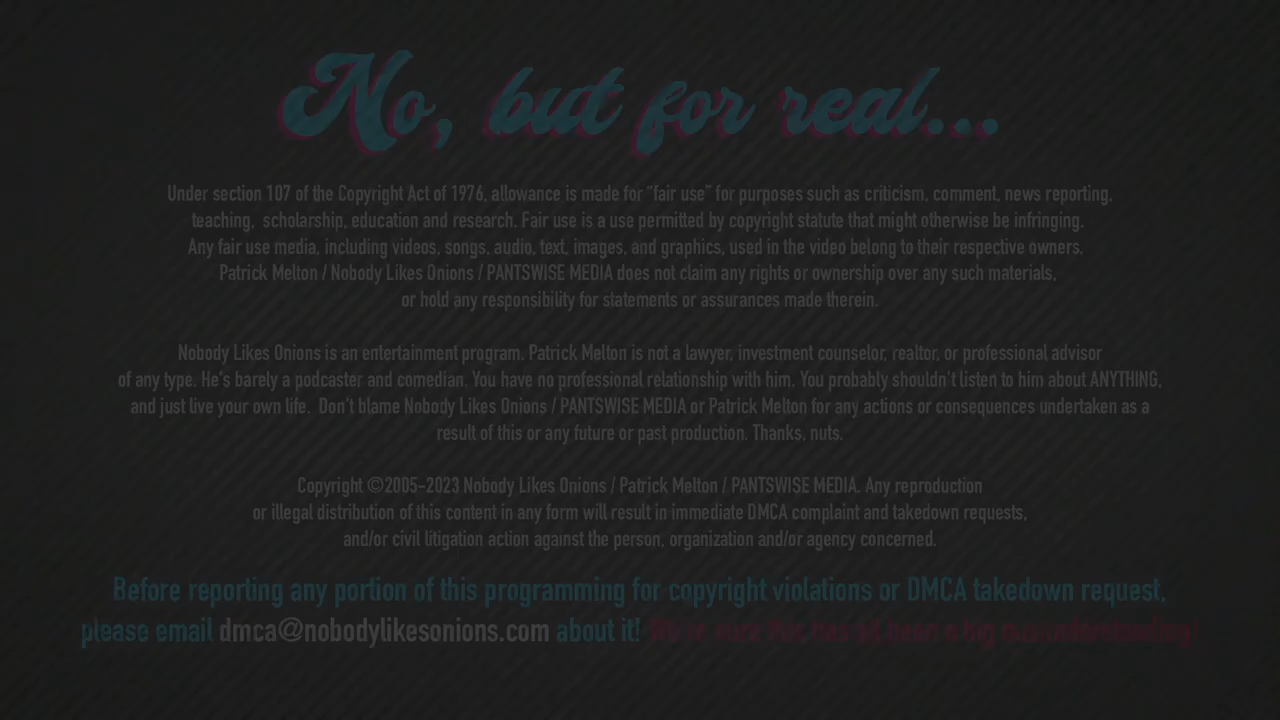 No, but for real...
Under section 107 of the Copyright Act of 1976, allowance is made for “fair use” for purposes such as criticism, comment, news reporting,
teaching,  scholarship, education and research. Fair use is a use permitted by copyright statute that might otherwise be infringing.
Any fair use media, including videos, songs, audio, text, images, and graphics, used in the video belong to their respective owners.
Patrick Melton / Nobody Likes Onions / PANTSWISE MEDIA does not claim any rights or ownership over any such materials,
or hold any responsibility for statements or assurances made therein.
Nobody Likes Onions is an entertainment program. Patrick Melton is not a lawyer, investment counselor, realtor, or professional advisor
of any type. He's barely a podcaster and comedian. You have no professional relationship with him. You probably shouldn't listen to him about ANYTHING,
and just live your own life.  Don't blame Nobody Likes Onions / PANTSWISE MEDIA or Patrick Melton for any actions or consequences undertaken as a
result of this or any future or past production. Thanks, nuts.
Copyright ©2005-2023 Nobody Likes Onions / Patrick Melton / PANTSWISE MEDIA. Any reproduction
or illegal distribution of this content in any form will result in immediate DMCA complaint and takedown requests,
and/or civil litigation action against the person, organization and/or agency concerned.
Before reporting any portion of this programming for copyright violations or DMCA takedown request,
please email dmca@nobodylikesonions.com about it! We're sure this has all been a big misunderstanding!